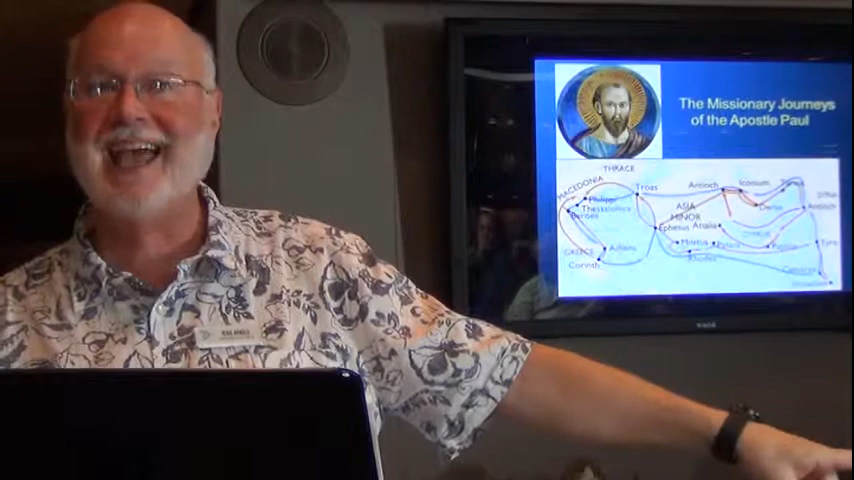 The Missionary Journeys
of the Apostle Paul
THRACE
MACEDONIA
Philippi
Thessalonica
Beroea
Troas
Antioch
Iconium
Derbe
ASIA
MINOR
Ephesus
Attalia
Antioch
CYPRUS
GREECE
Athens
Corinth
Miletus
Rhodes
Tyre